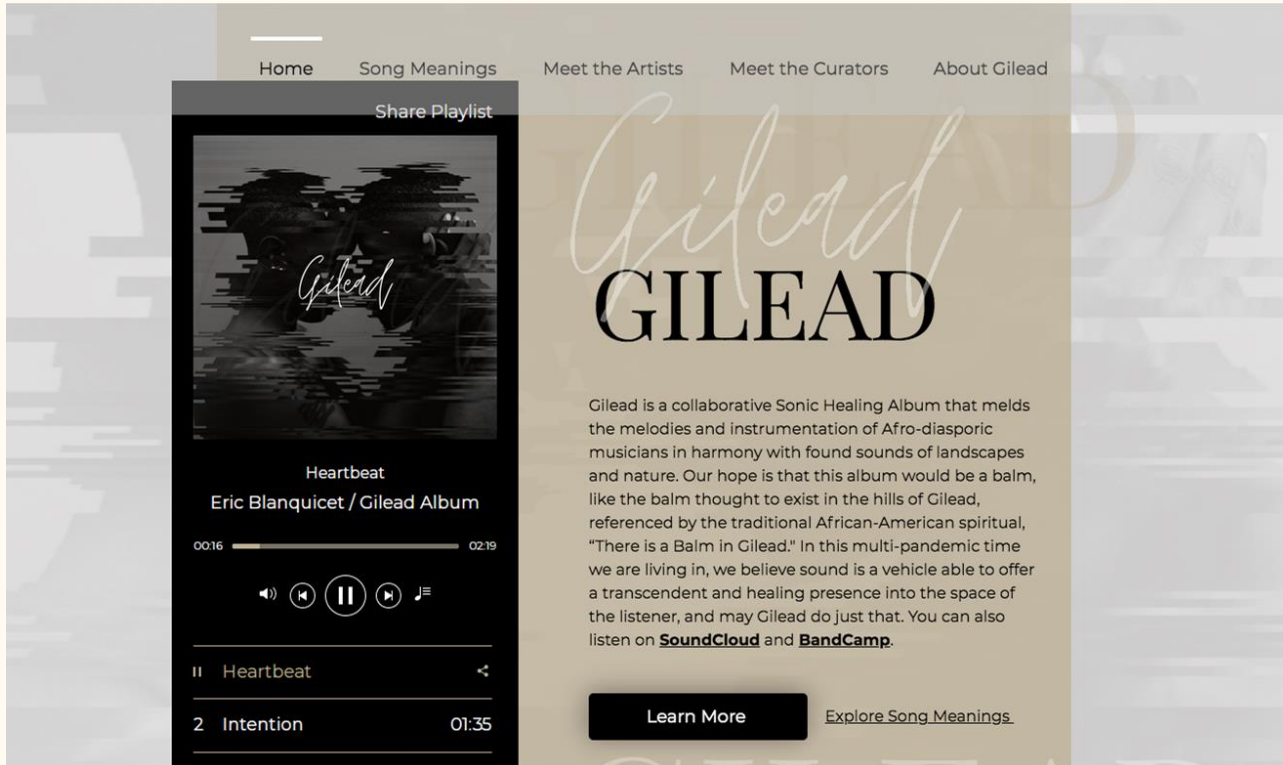 Home Song Meanings Meet the Artists Meet the Curators About Gilead
Share Playlist
Gilead
Heartbeat
Eric Blanquicet / Gilead Album
00:16 02:19
Heartbeat
2 Intention 01:35
GILEAD
Gilead
GILEAD
Gilead is a collaborative Sonic Healing Album that melds
the melodies and instrumentation of Afro-diasporic
musicians in harmony with found sounds of landscapes
and nature. Our hope is that this album would be a balm,
like the balm thought to exist in the hills of Gilead,
referenced by the traditional African-American spiritual,
“There is a Balm in Gilead." In this multi-pandemic time
we are living in, we believe sound is a vehicle able to offer
a transcendent and healing presence into the space of
the listener, and may Gilead do just that. You can also
listen on SoundCloud and BandCamp.
Learn More Explore Song Meanings
GILEAD